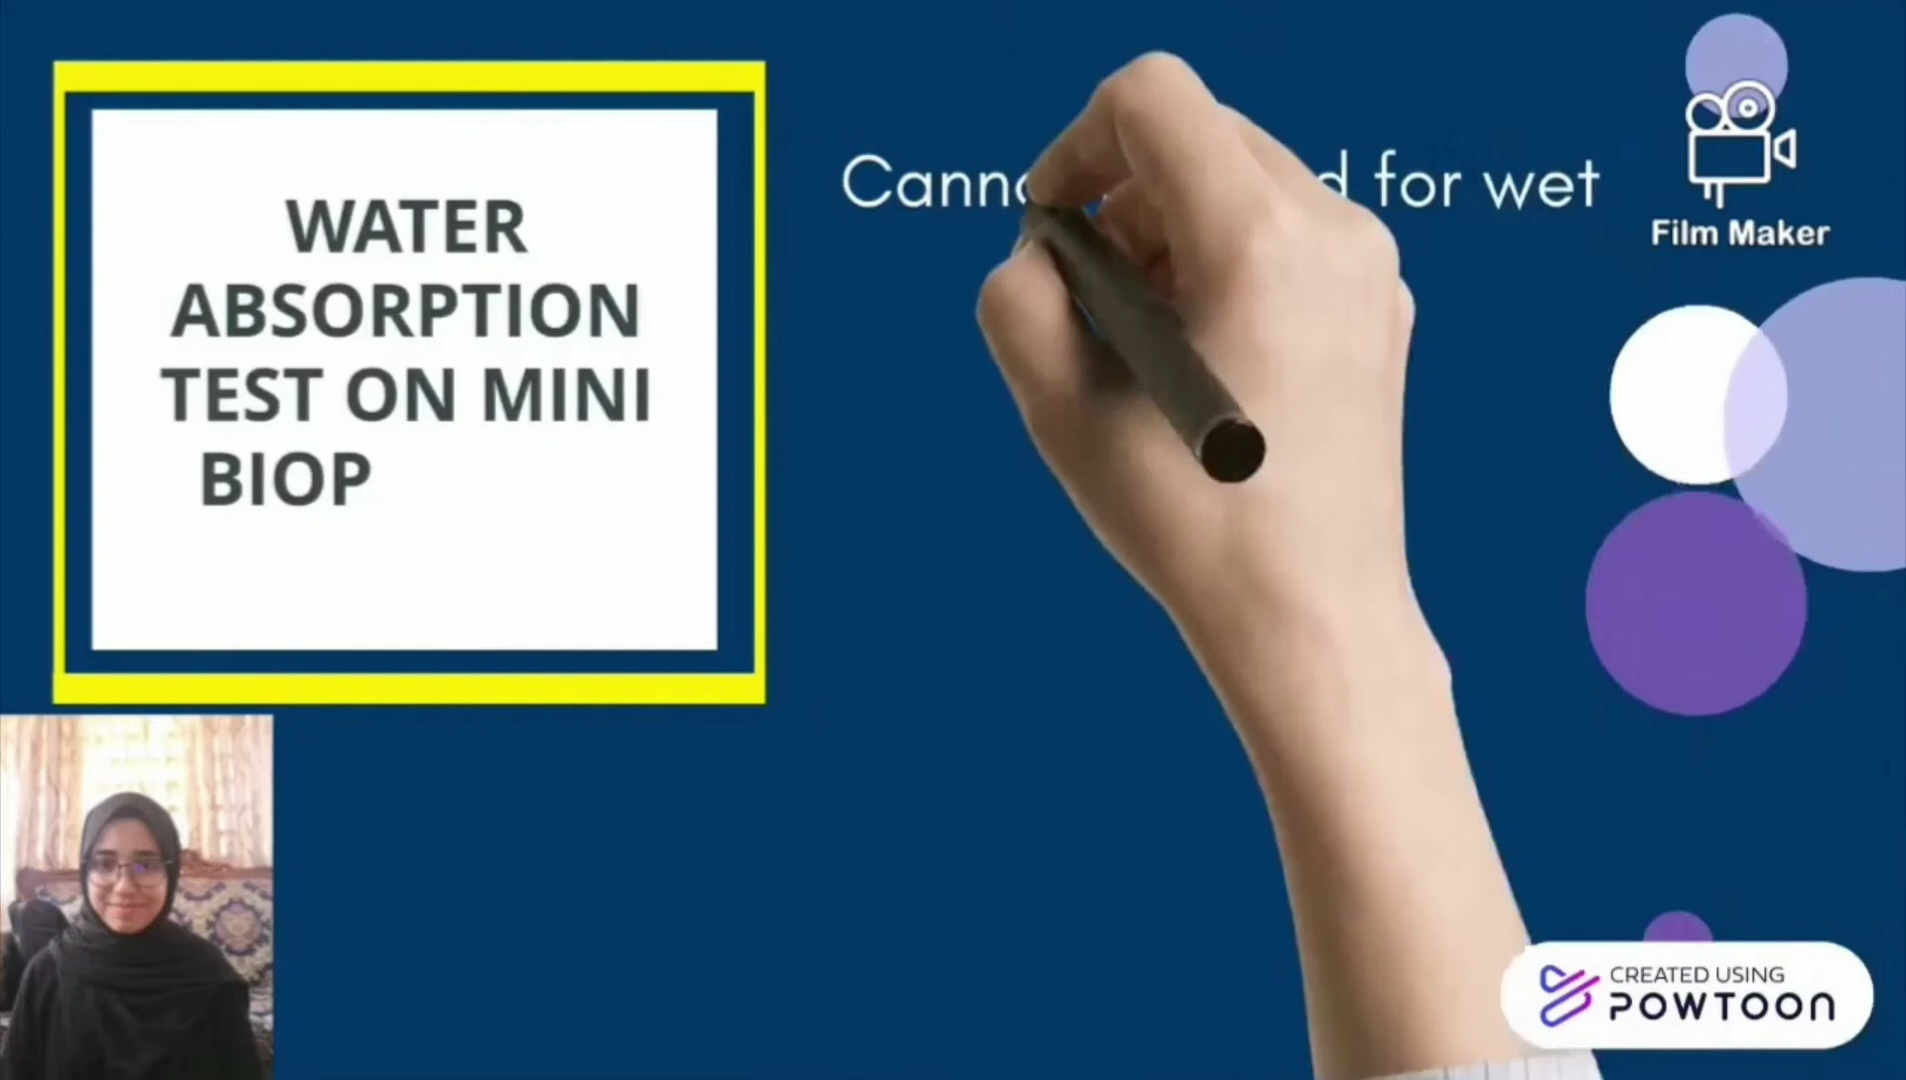 WATER
ABSORPTION
TEST ON MINI
BIOP
for wet
Film Maker
CREATED USING
POWTOON